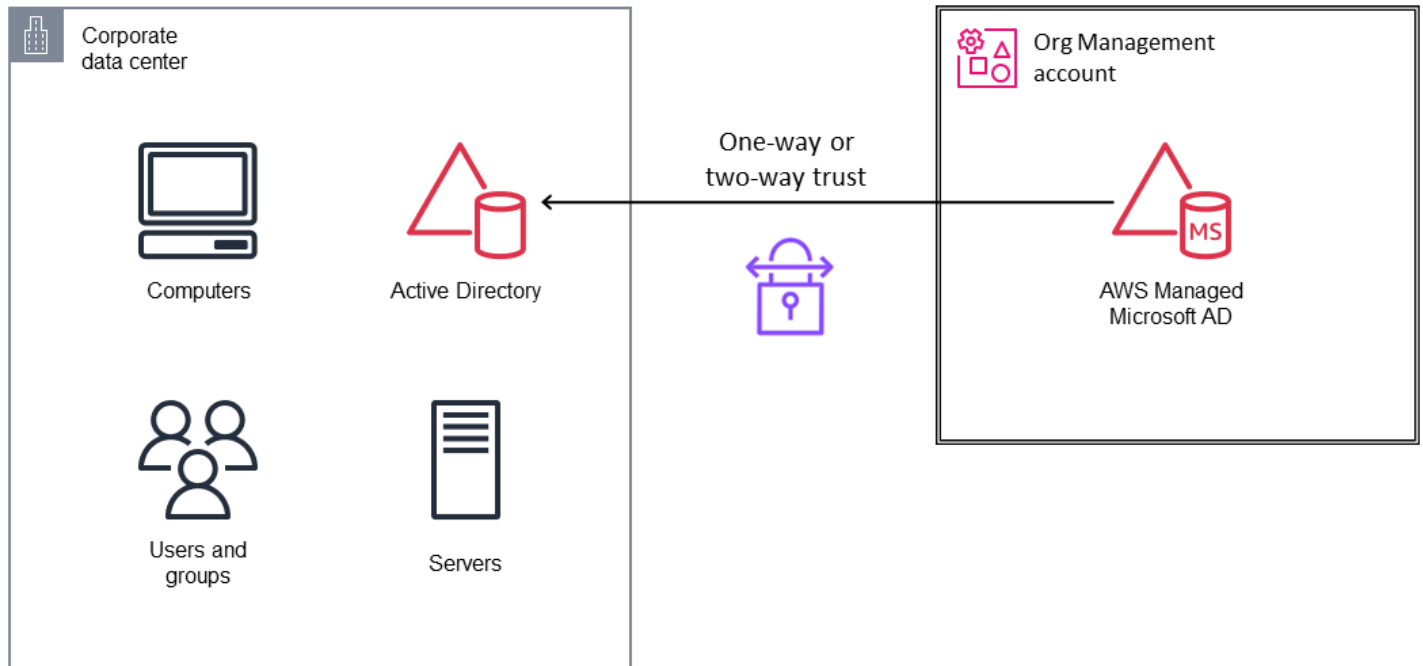 Corporate
data center
Org Management
account
One-way or
two-way trust
MS
Computers
Active Directory
AWS Managed
Microsoft AD
Users and
groups
Servers